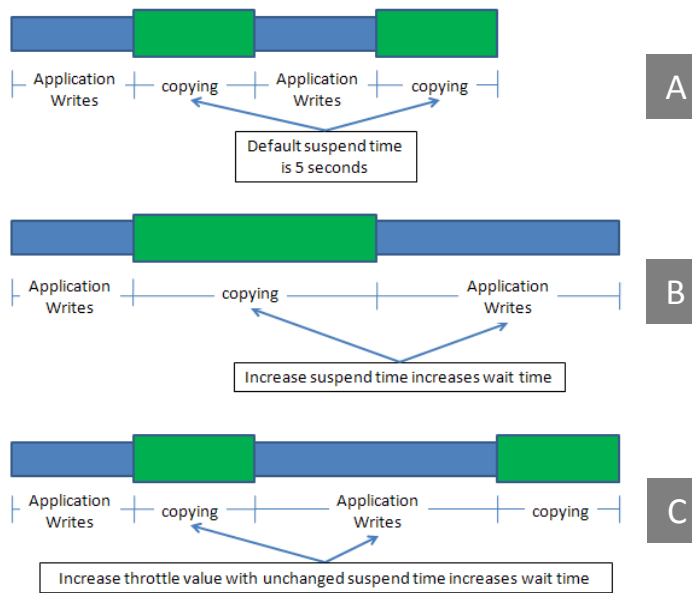 Application
Writes
copying
Application
Writes
copying
A
Default suspend time
is 5 seconds
Application
Writes
copying
Application
Writes
B
Increase suspend time increases wait time
Application
Writes
copying
Application
Writes
copying
C
Increase throttle value with unchanged suspend time increases wait time